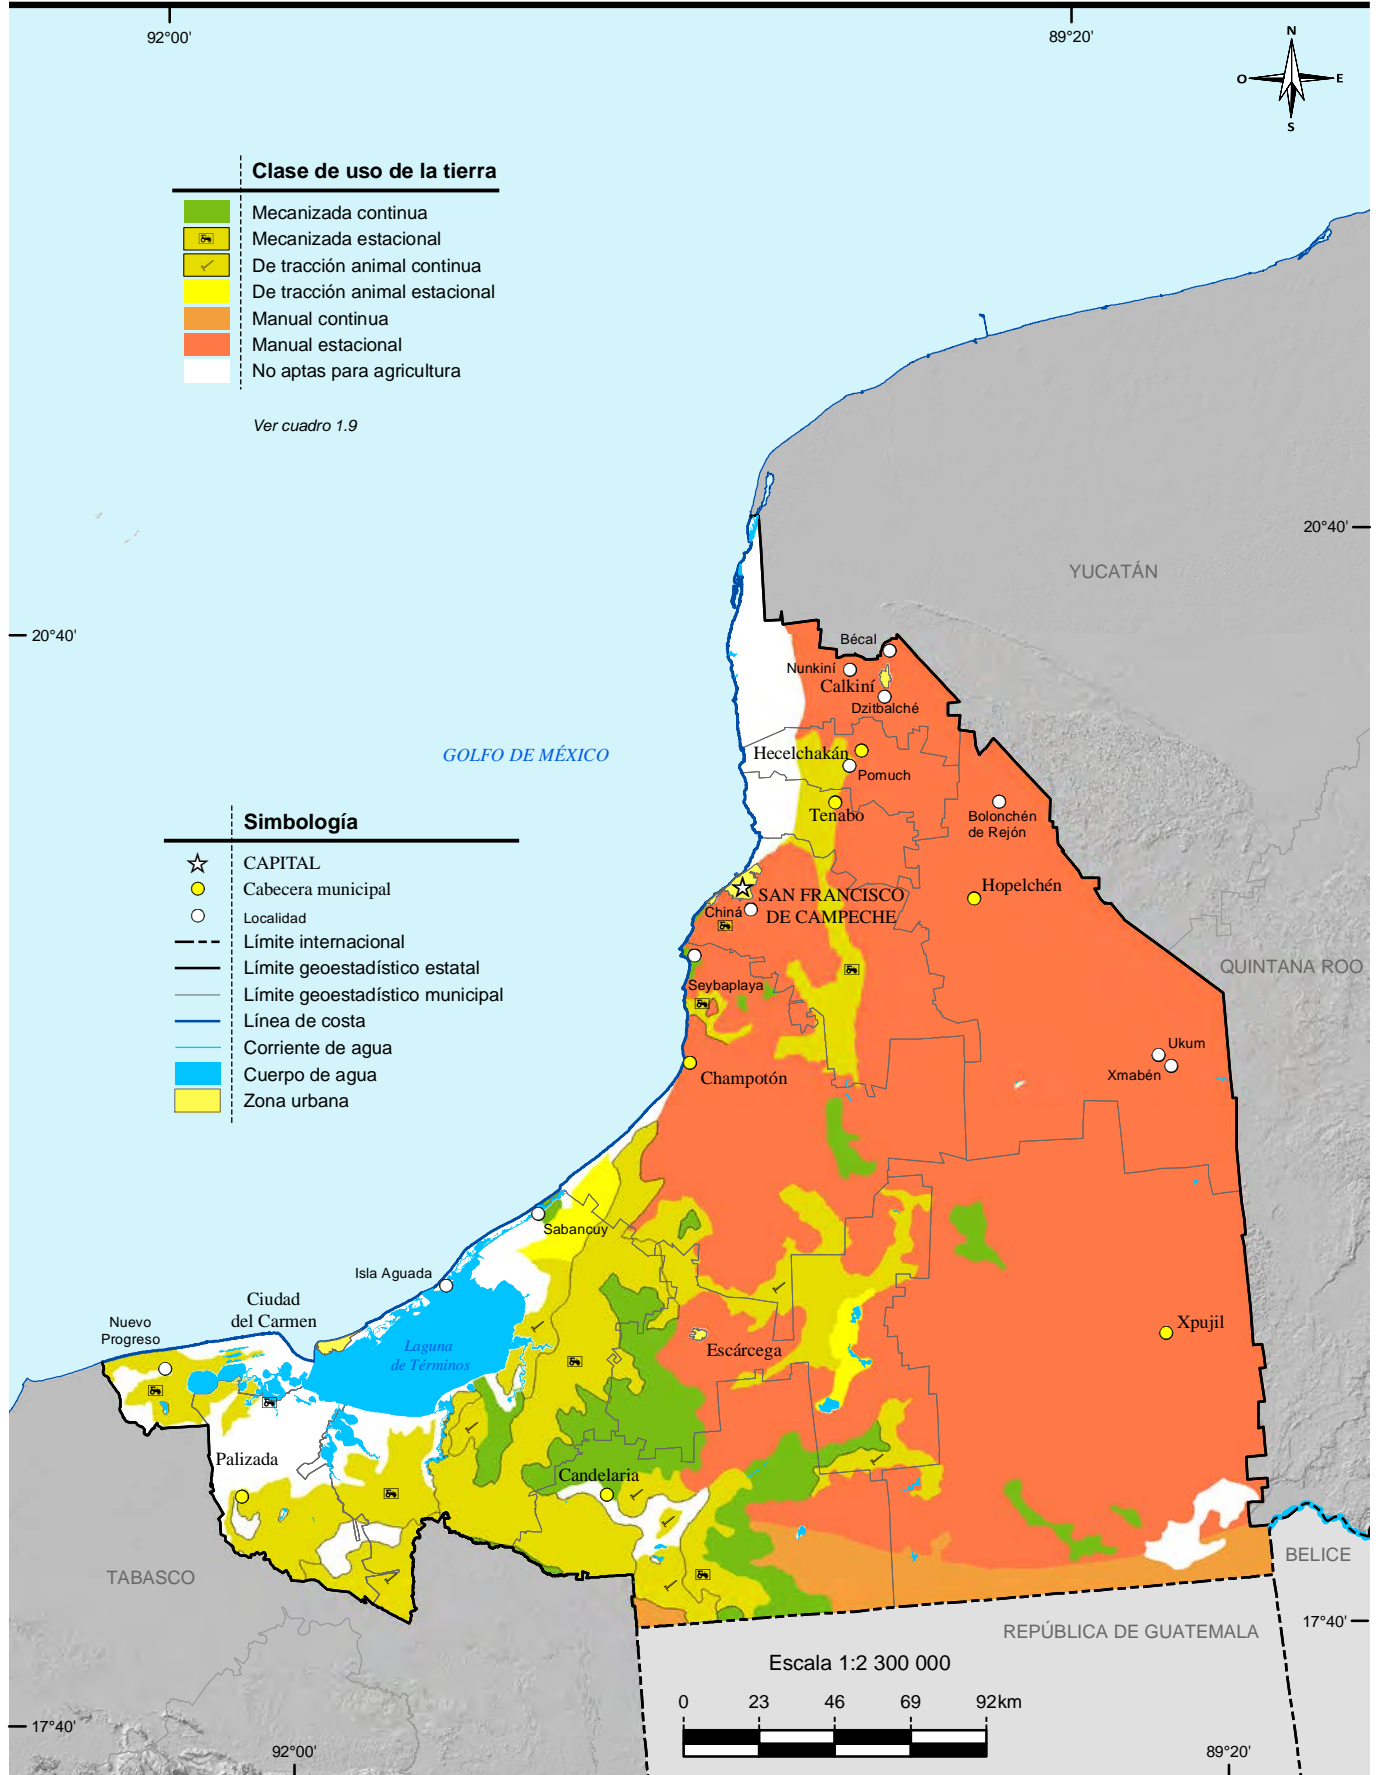 92°00'
89°20'
N
O
E
S
Clase de uso de la tierra
Mecanizada continua
Mecanizada estacional
De tracción animal continua
De tracción animal estacional
Manual continua
Manual estacional
No aptas para agricultura
Ver cuadro 1.9
20°40'
YUCATÁN
20°40'
Bécal
Nunkiní
Calkiní
Dzitbalché
GOLFO DE MÉXICO
Hecelchakán
Pomuch
Tenabo
Bolonchén
de Rejón
Simbología
CAPITAL
Cabecera municipal
Localidad
Límite internacional
Límite geoestadístico estatal
Límite geoestadístico municipal
Línea de costa
Corriente de agua
Cuerpo de agua
Zona urbana
Hopelchén
SAN FRANCISCO
DE CAMPECHE
Chiná
QUINTANA ROO
Seybaplaya
Ukum
Xmabén
Champotón
Sabancuy
Isla Aguada
Ciudad
del Carmen
Nuevo
Progreso
Laguna
de Términos
Escárcega
Xpujil
Palizada
Candelaria
BELICE
TABASCO
REPÚBLICA DE GUATEMALA
17°40'
Escala 1:2 300 000
0 23 46 69 92km
17°40'
92°00'
89°20'